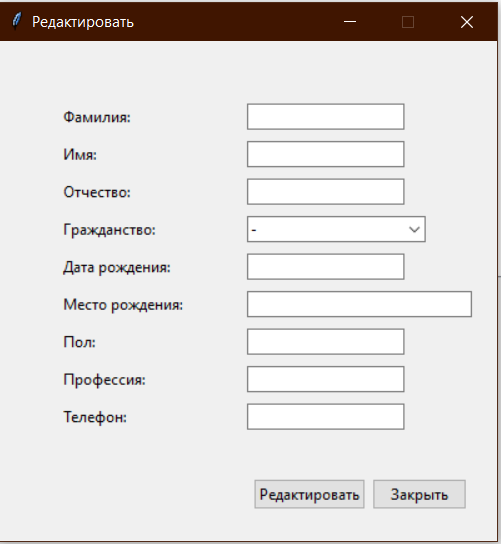 Редактировать
Фамилия:
Имя:
Отчество:
Гражданство: -
Дата рождения:
Место рождения:
Пол:
Профессия:
Телефон:
Редактировать Закрыть